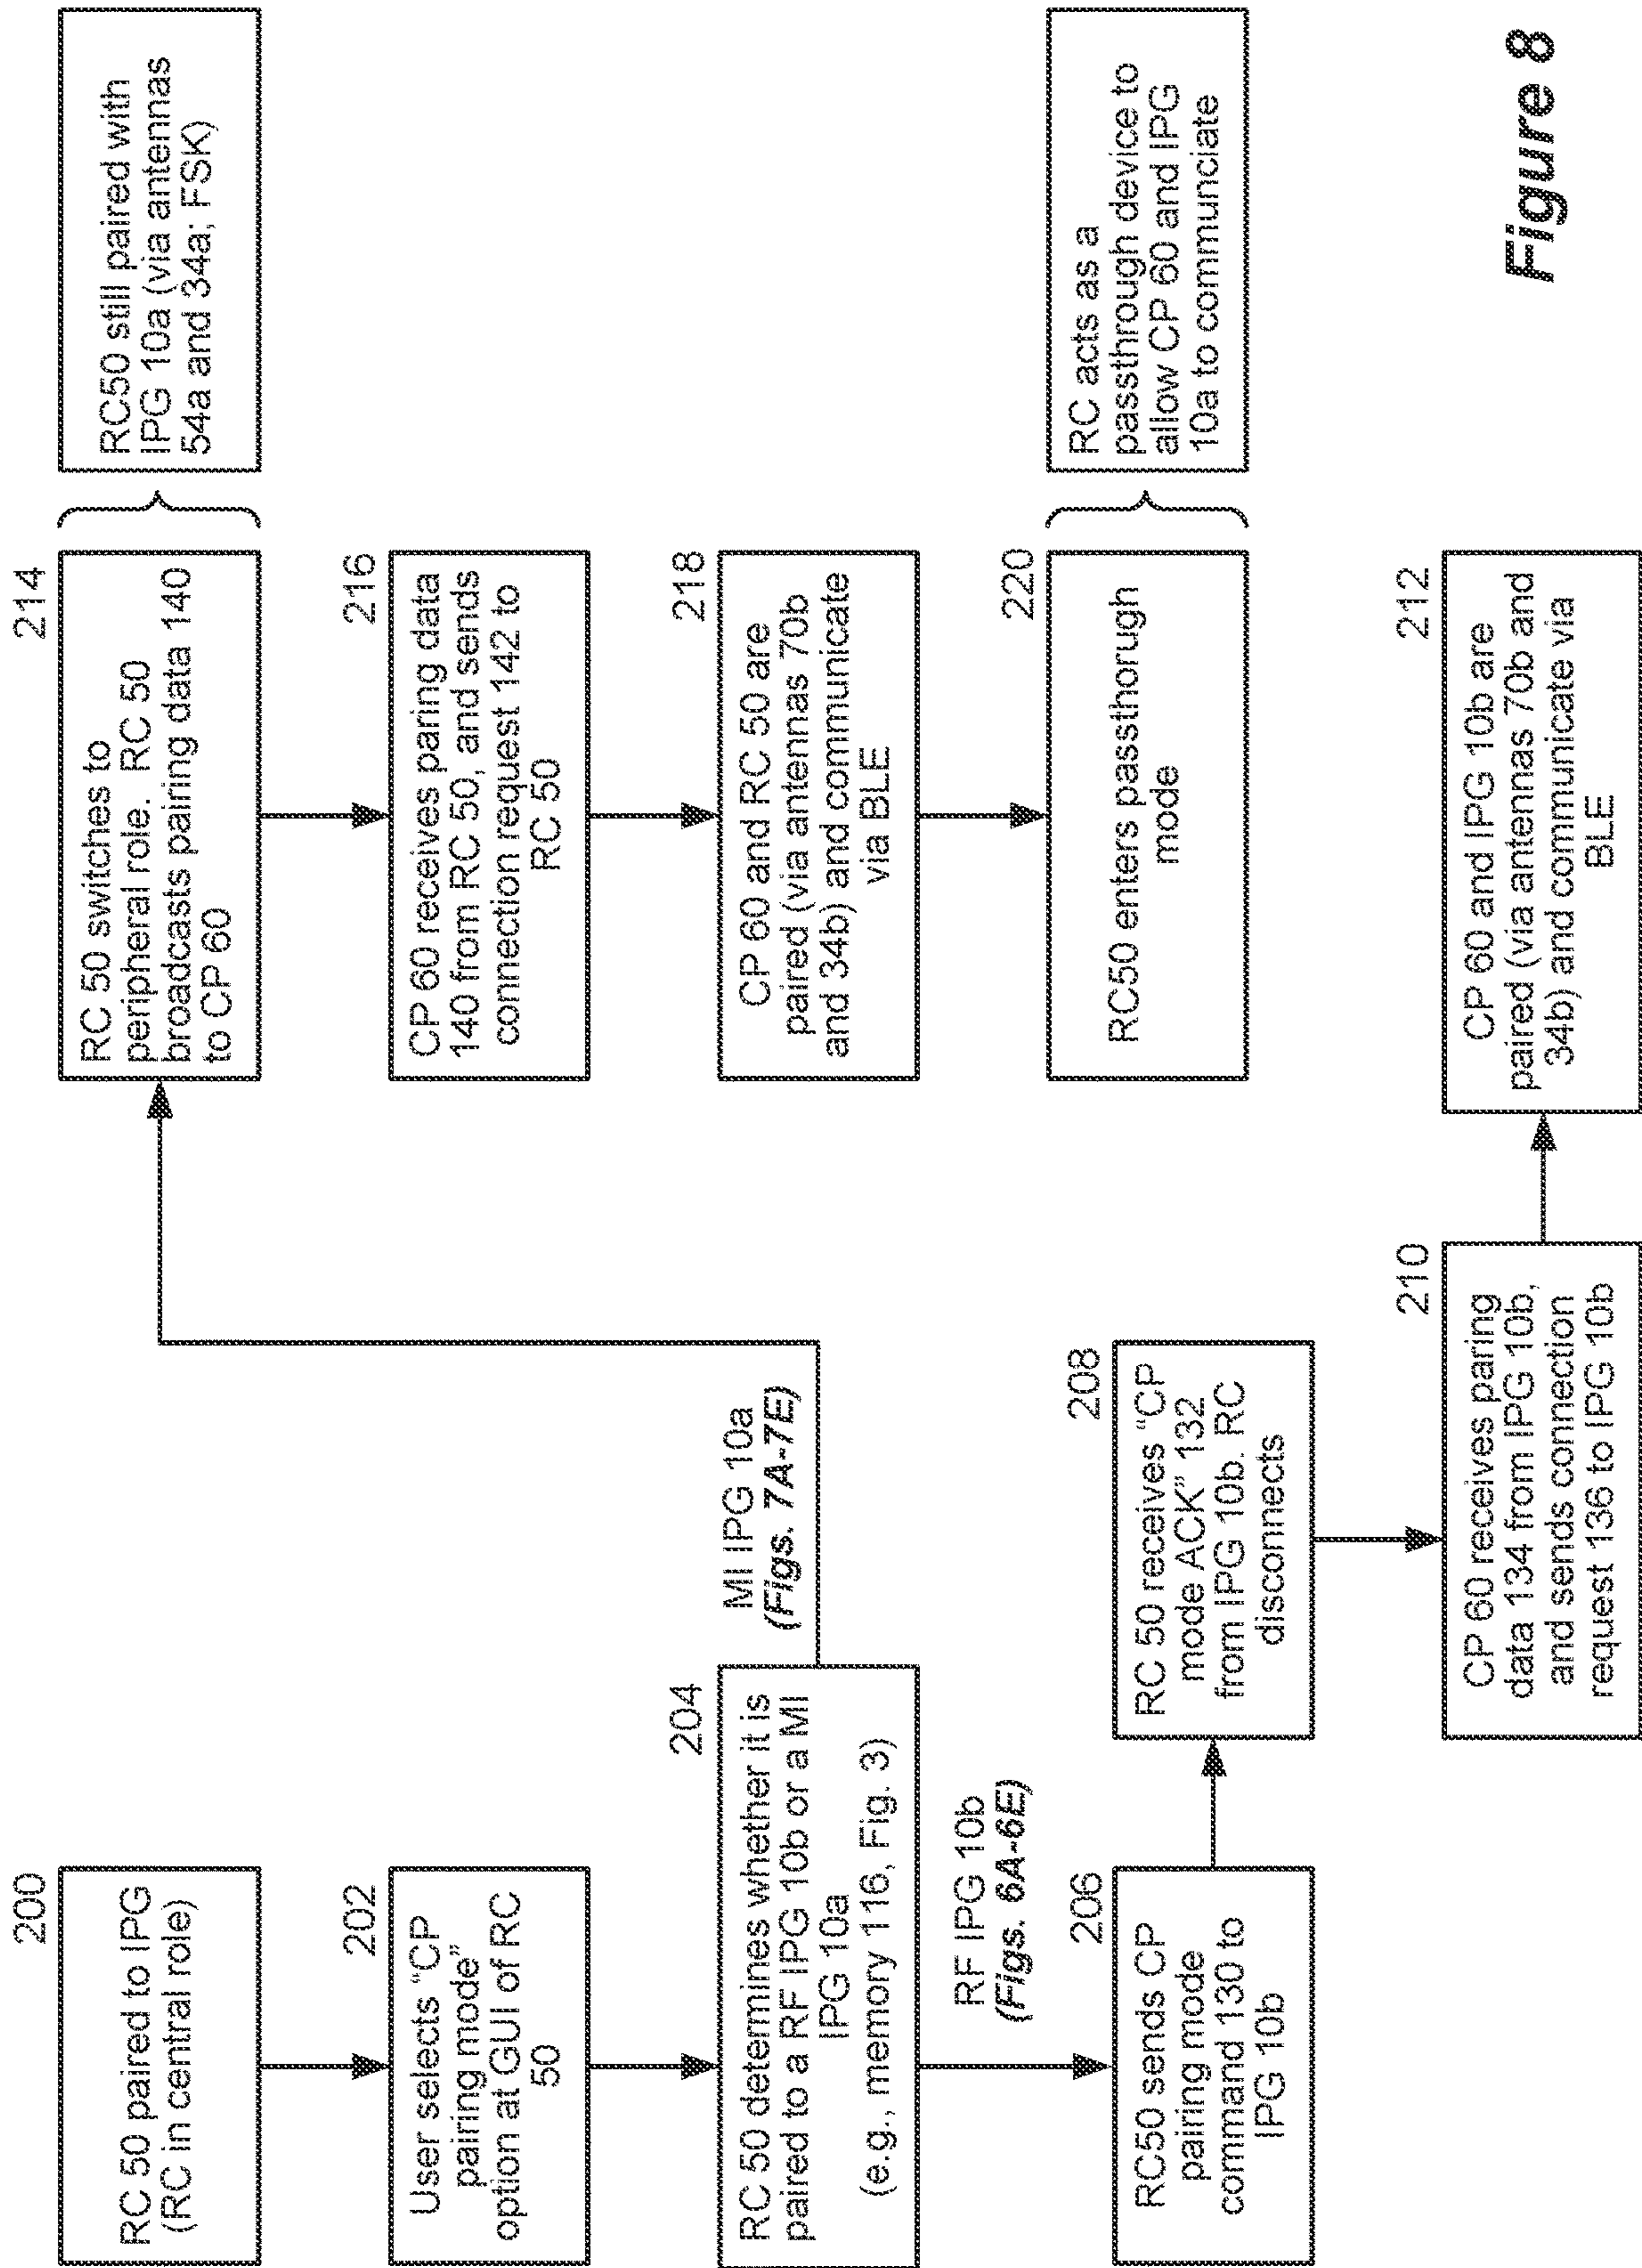 200
RC 50 paired to IPG
(RC in central role)
202
User selects “CP
pairing mode”
option at GUI of RC
50
204
RC 50 determines whether it is
paired to a RF IPG 10b or a MI
IPG 10a
(e.g., memory 116, Fig. 3)
MI IPG 10a
(Figs. 7A-7E)
RF IPG 10b
(Figs. 6A-6E)
206
RC50 sends CP
pairing mode
command 130 to
IPG 10b
208
RC 50 receives “CP
mode ACK” 132
from IPG 10b. RC
disconnects
210
CP 60 receives paring
data 134 from IPG 10b,
and sends connection
request 136 to IPG 10b
212
CP 60 and IPG 10b are
paired (via antennas 70b and
34b) and communicate via
BLE
214
RC 50 switches to
peripheral role. RC 50
broadcasts pairing data 140
to CP 60
RC50 still paired with
IPG 10a (via antennas
54a and 34a; FSK)
216
CP 60 receives paring data
140 from RC 50, and sends
connection request 142 to
RC 50
218
CP 60 and RC 50 are
paired (via antennas 70b
and 34b) and communicate
via BLE
220
RC50 enters passthorugh
mode
RC acts as a
passthrough device to
allow CP 60 and IPG
10a to communciate
Figure 8